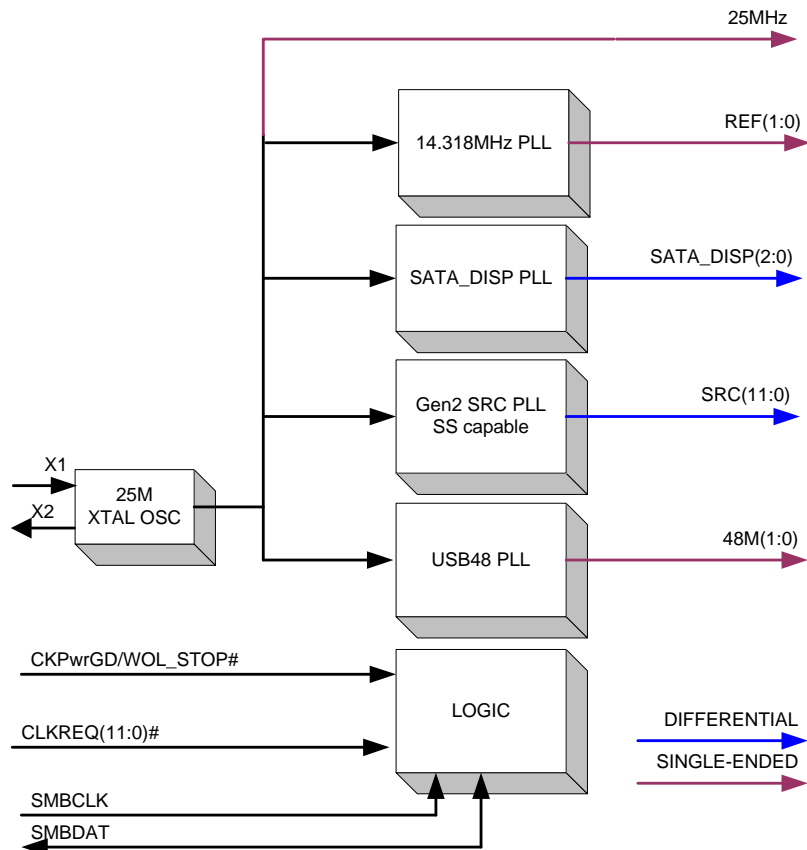 25MHz
14.318MHz PLL
REF(1:0)
SATA_DISP PLL
SATA_DISP(2:0)
Gen2 SRC PLL
SS capable
SRC(11:0)
X1
X2
25M
XTAL OSC
USB48 PLL
48M(1:0)
CKPwrGD/WOL_STOP#
CLKREQ(11:0)#
LOGIC
SMBCLK
SMBDAT
DIFFERENTIAL
SINGLE-ENDED